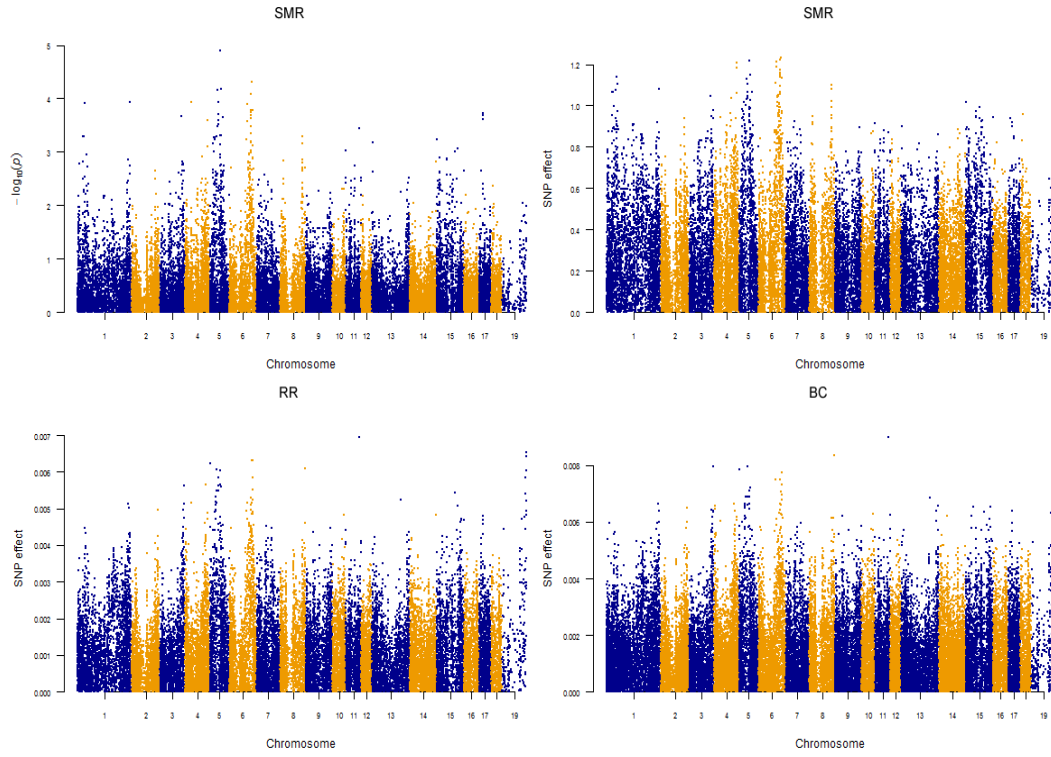 SMR
SMR
5
4
3
2
1
0
− log10(p)
1 2 3 4 5 6 7 8 9 10 11 12 13 14 15 16 17 19
Chromosome
1.2
1.0
0.8
0.6
0.4
0.2
0.0
SNP effect
1 2 3 4 5 6 7 8 9 10 11 12 13 14 15 16 17 19
Chromosome
RR
BC
0.007
0.006
0.005
0.004
0.003
0.002
0.001
0.000
SNP effect
1 2 3 4 5 6 7 8 9 10 11 12 13 14 15 16 17 19
Chromosome
0.008
0.006
0.004
0.002
0.000
SNP effect
1 2 3 4 5 6 7 8 9 10 11 12 13 14 15 16 17 19
Chromosome